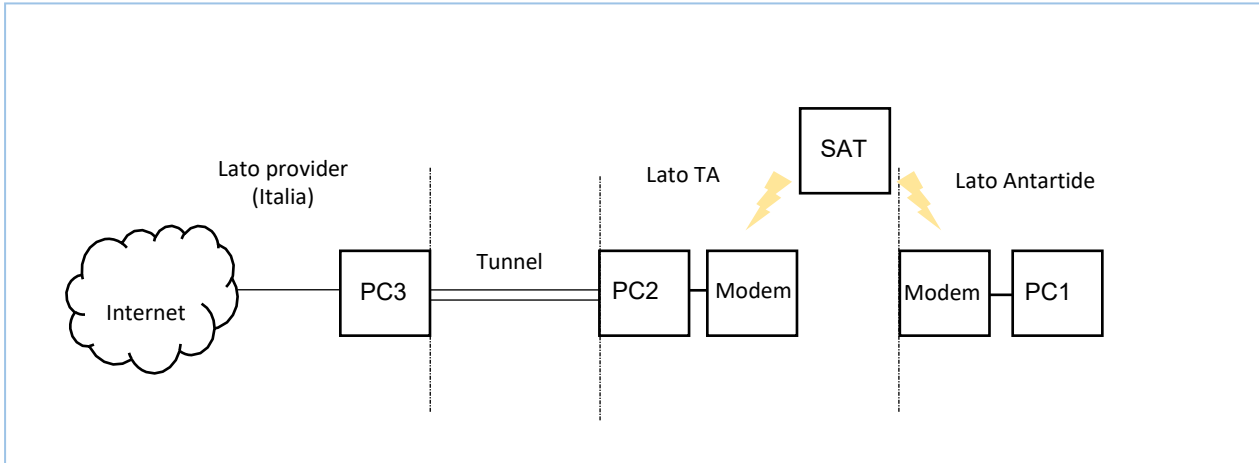 SAT
Lato provider
(Italia)
Lato TA
Lato Antartide
Tunnel
Internet
PC3
PC2
Modem
Modem
PC1